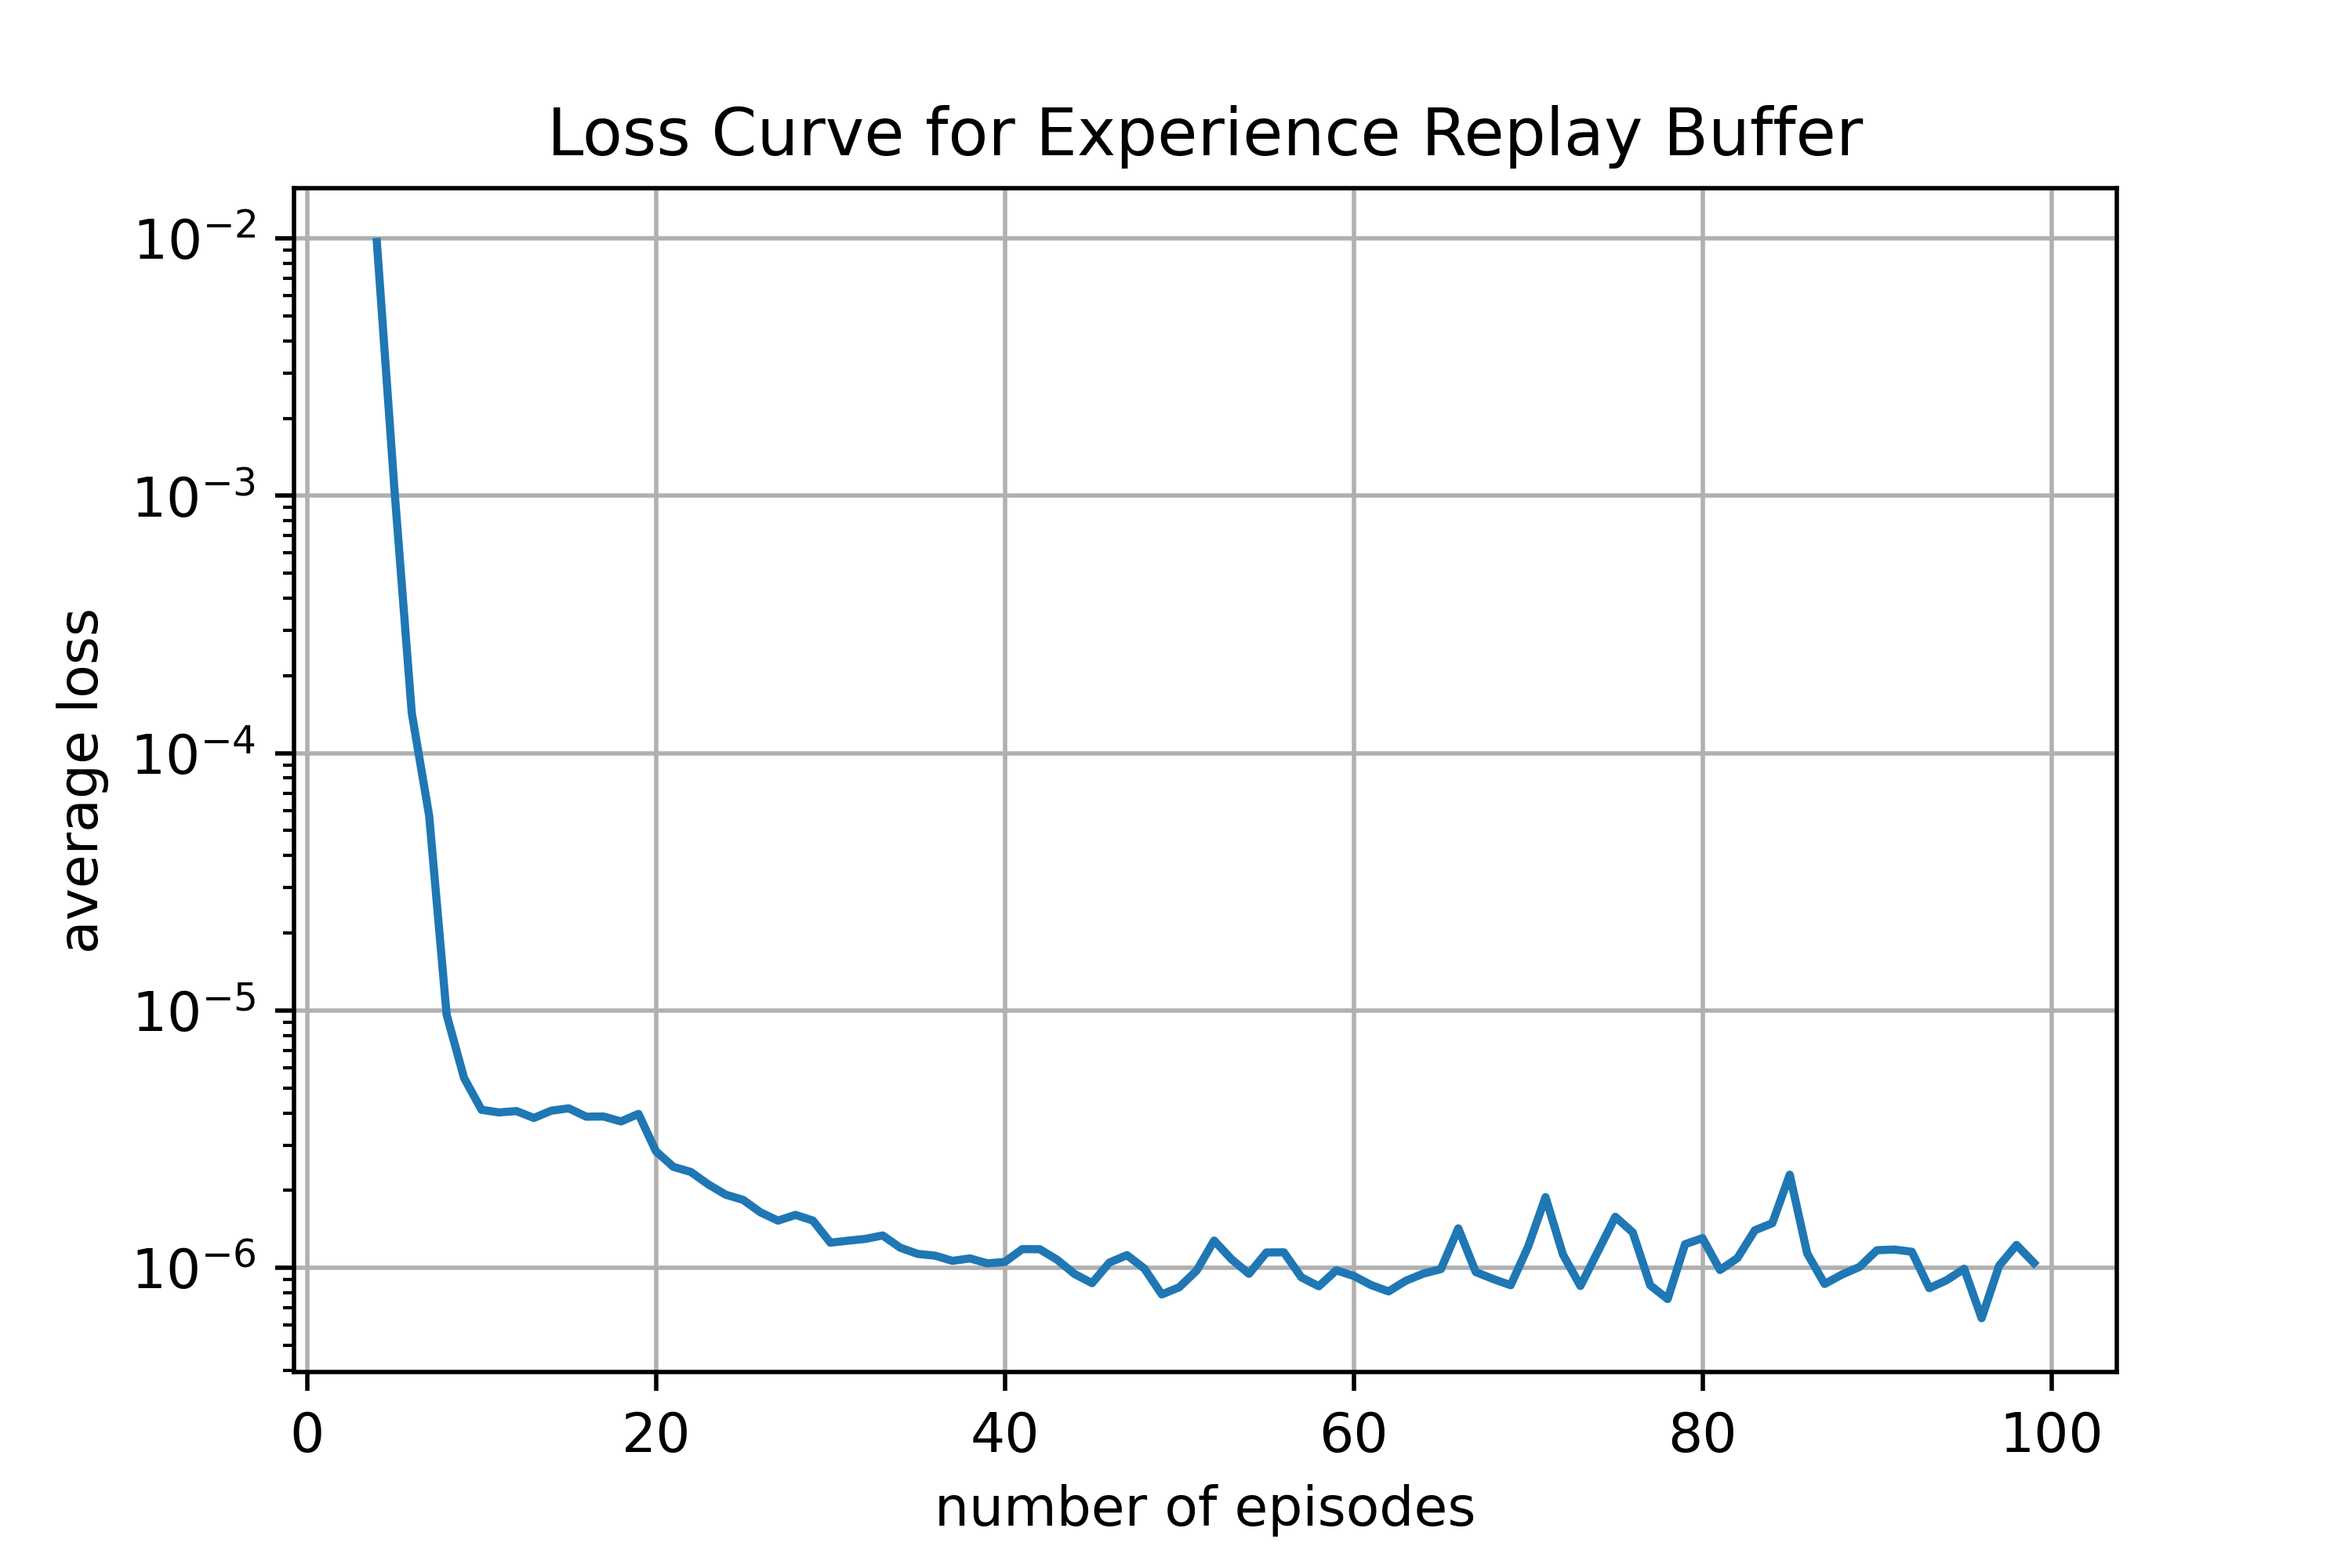 Loss Curve for Experience Replay Buffer
average loss
10⁻²
10⁻³
10⁻⁴
10⁻⁵
10⁻⁶
0 20 40 60 80 100
number of episodes